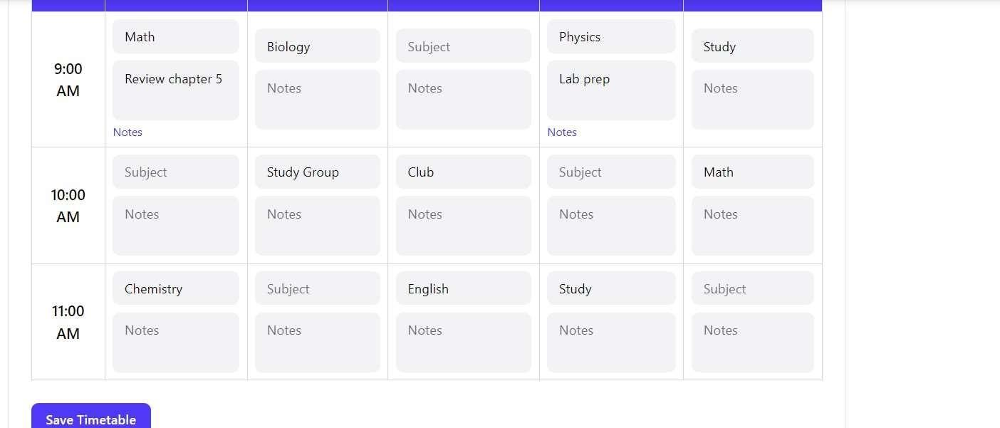 Math
Biology
Subject
Physics
Study
9:00
AM
Review chapter 5
Notes
Notes
Lab prep
Notes
Notes
Notes
10:00
AM
Subject
Study Group
Club
Subject
Math
Notes
Notes
Notes
Notes
Notes
11:00
AM
Chemistry
Subject
English
Study
Subject
Notes
Notes
Notes
Notes
Notes
Save Timetable